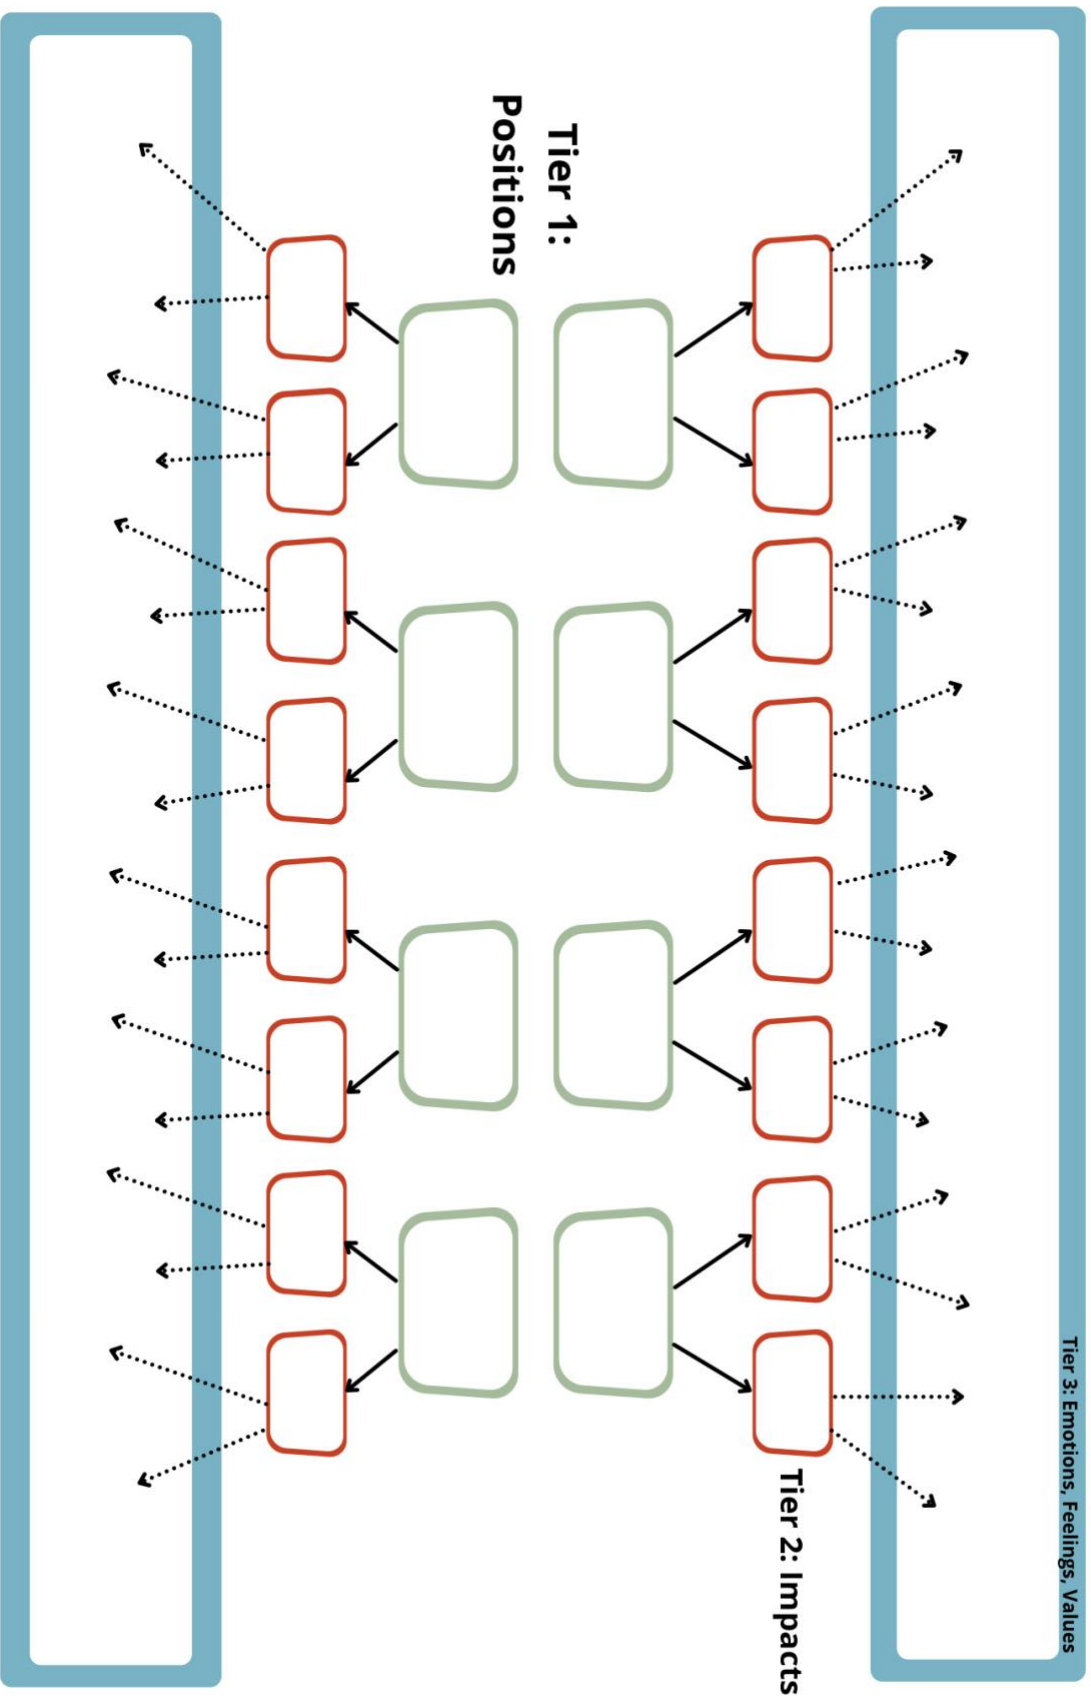 Tier 3: Emotions, Feelings, Values
Tier 2: Impacts
Tier 1:
Positions